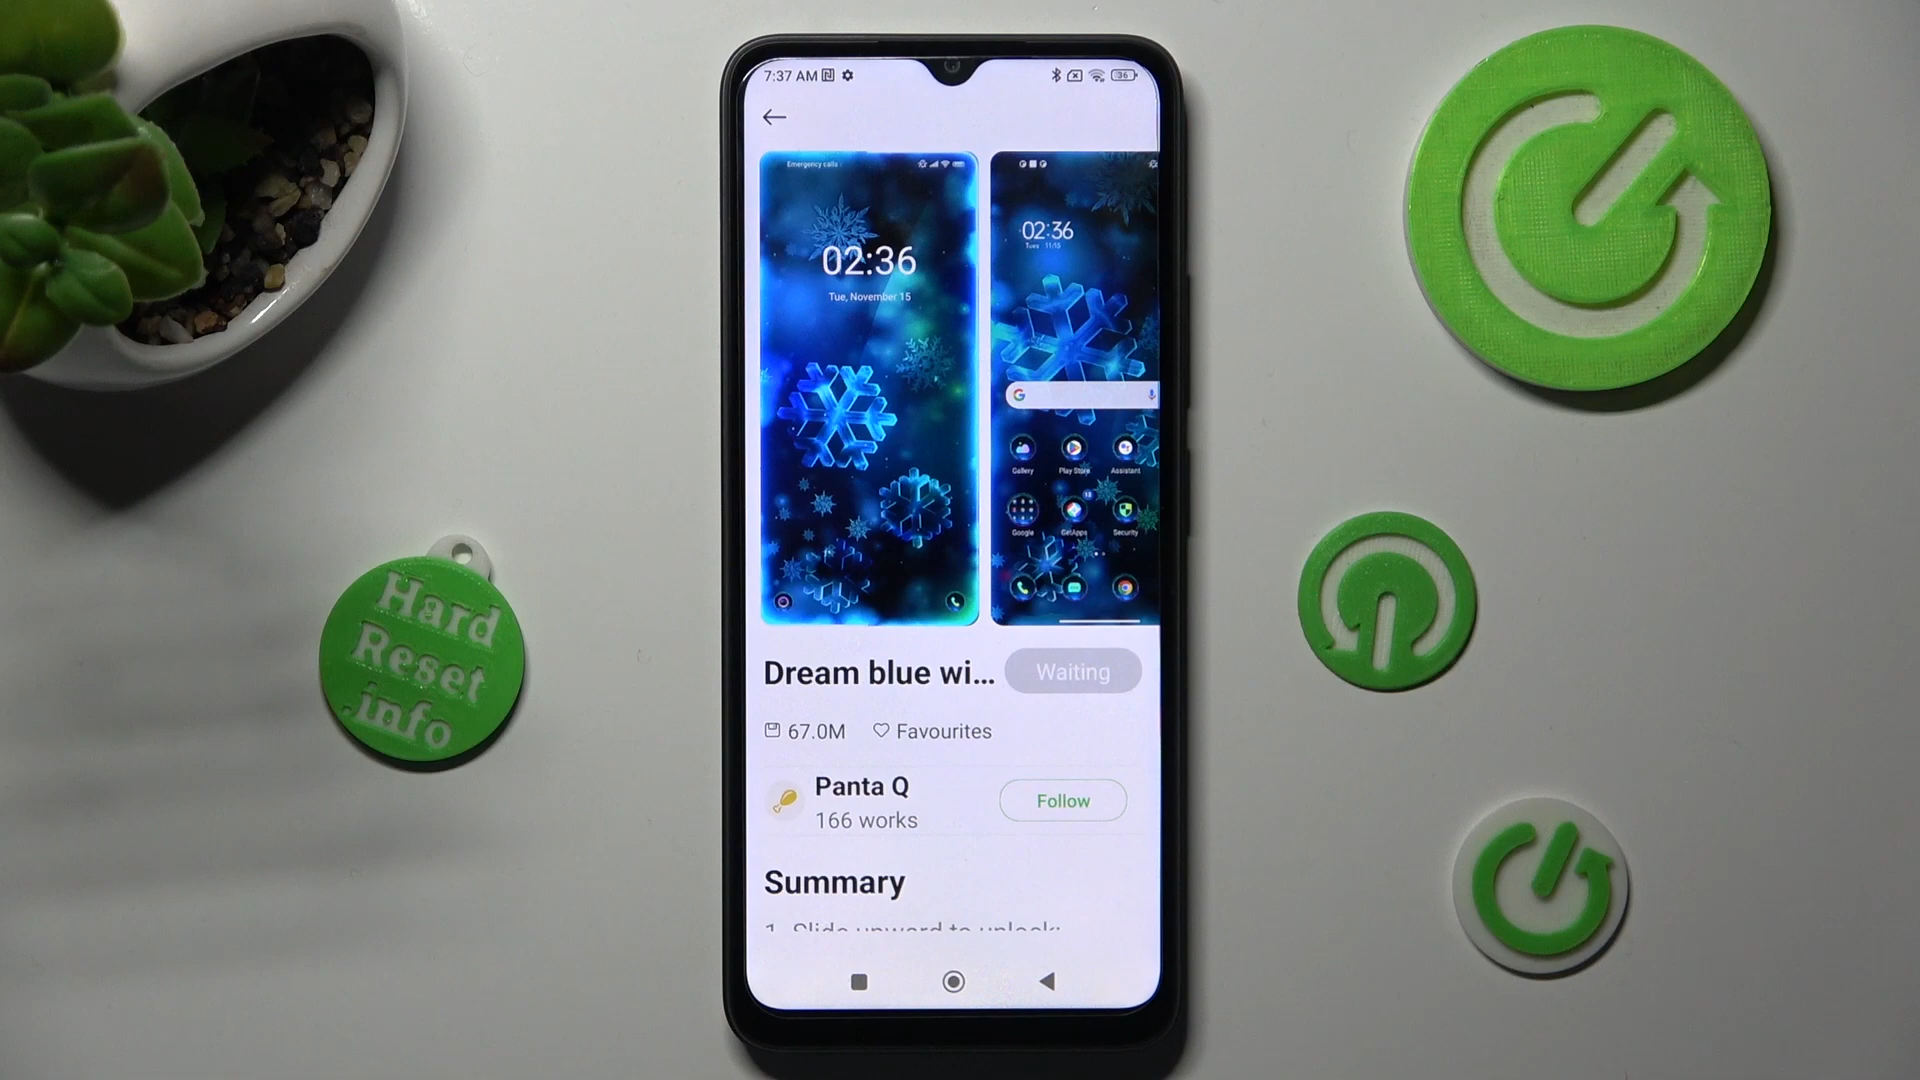 7:37 AM
36
Emergency calls
02:36
Tue, November 15
02:36
Tues 11/15
G
Gallery
Play Store
Assistant
Google
GetApps
Security
Dream blue wi...
Waiting
67.0M
Favourites
Panta Q
166 works
Follow
Summary
1. Slide upward to unlock;
Hard
Reset
.info